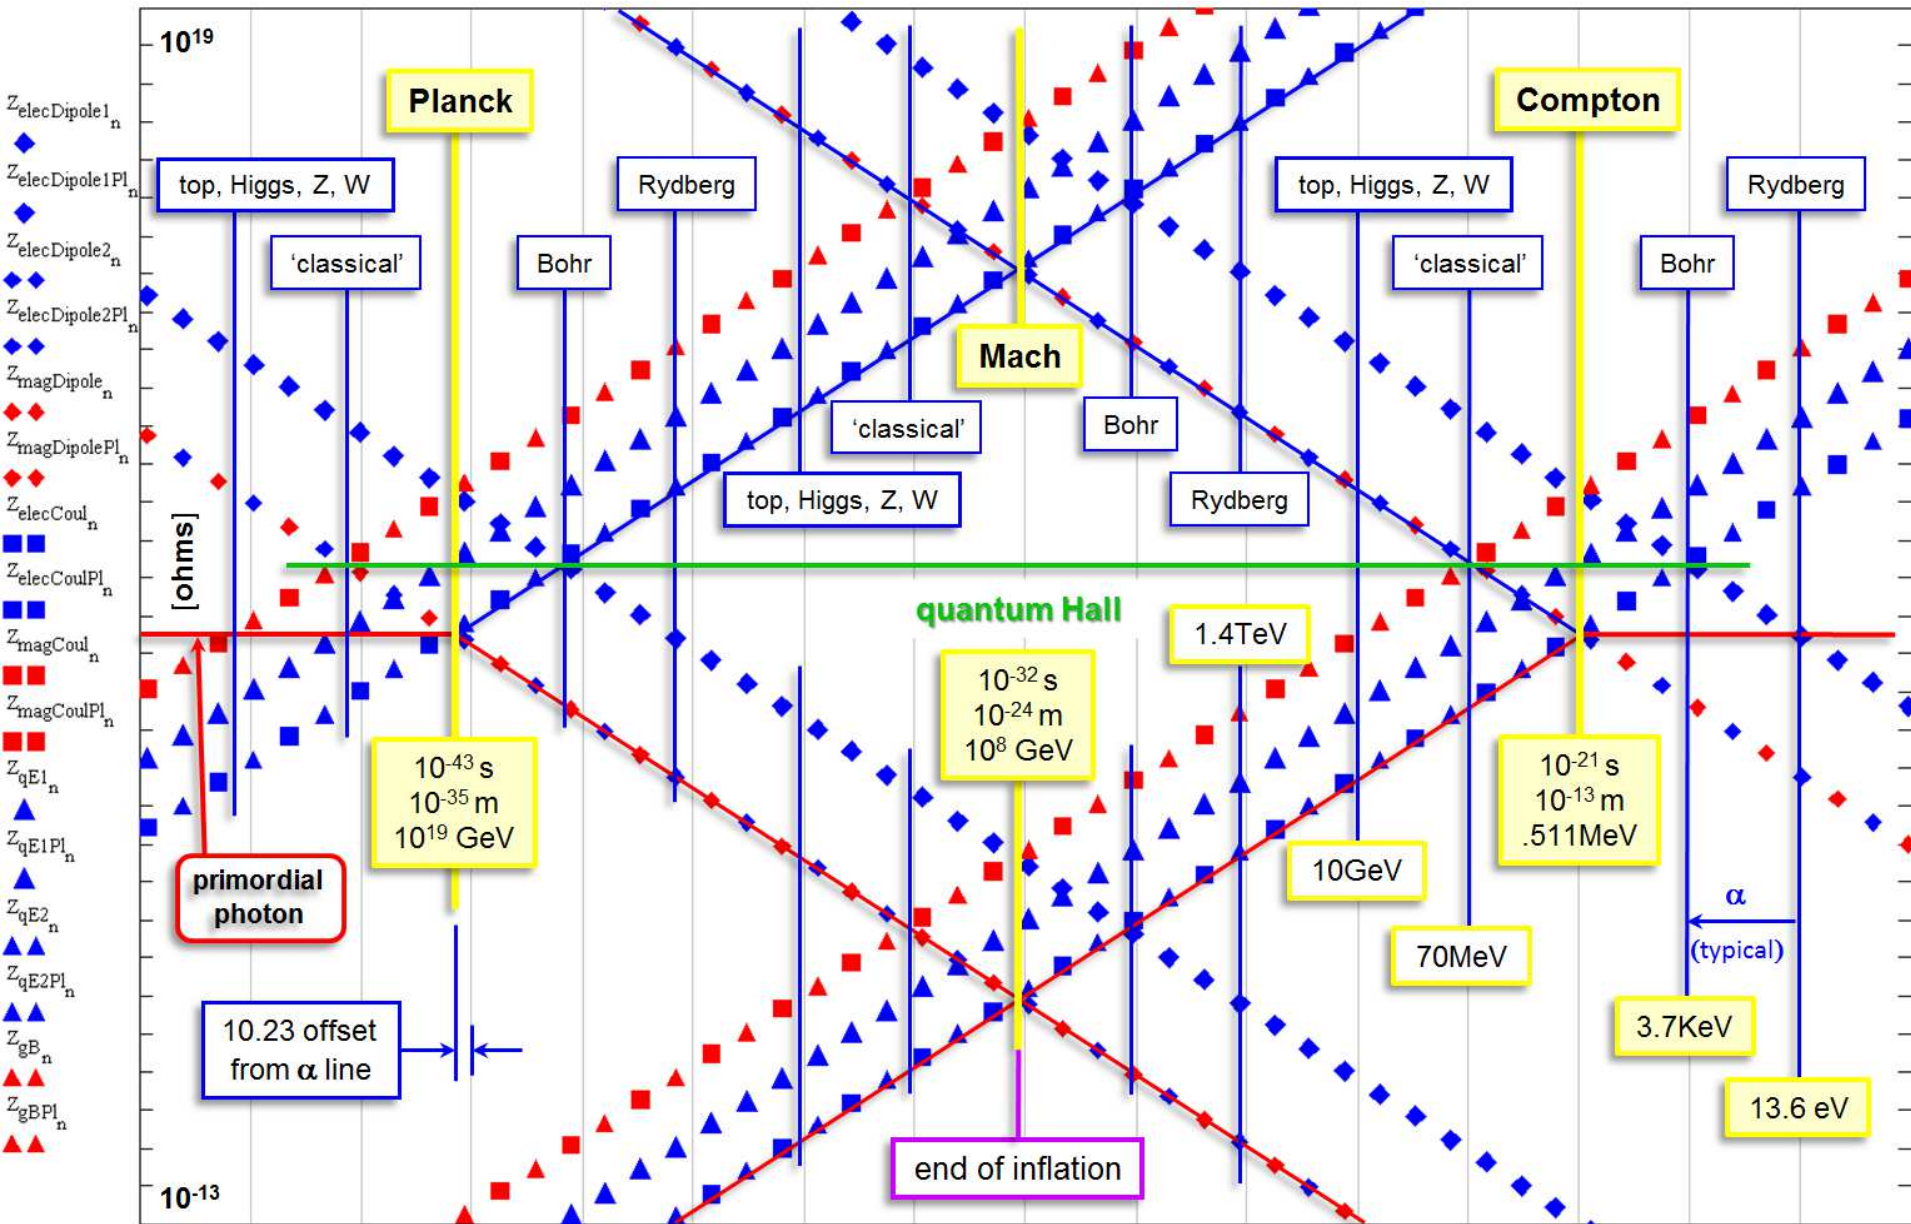 10^19
Z_elecDipole1_n
Z_elecDipole1Pl_n
Z_elecDipole2_n
Z_elecDipole2Pl_n
Z_magDipole_n
Z_magDipolePl_n
Z_elecCoul_n
Z_elecCoulPl_n
Z_magCoul_n
Z_magCoulPl_n
Z_qE1_n
Z_qE1Pl_n
Z_qE2_n
Z_qE2Pl_n
Z_gB_n
Z_gBPl_n
[ohms]
10^-13
Planck
Compton
top, Higgs, Z, W
Rydberg
top, Higgs, Z, W
Rydberg
‘classical’
Bohr
‘classical’
Bohr
Mach
‘classical’
Bohr
top, Higgs, Z, W
Rydberg
quantum Hall
1.4TeV
10^-32 s
10^-24 m
10^8 GeV
10^-43 s
10^-35 m
10^19 GeV
10^-21 s
10^-13 m
.511MeV
primordial
photon
10GeV
α
(typical)
70MeV
3.7KeV
10.23 offset
from α line
13.6 eV
end of inflation